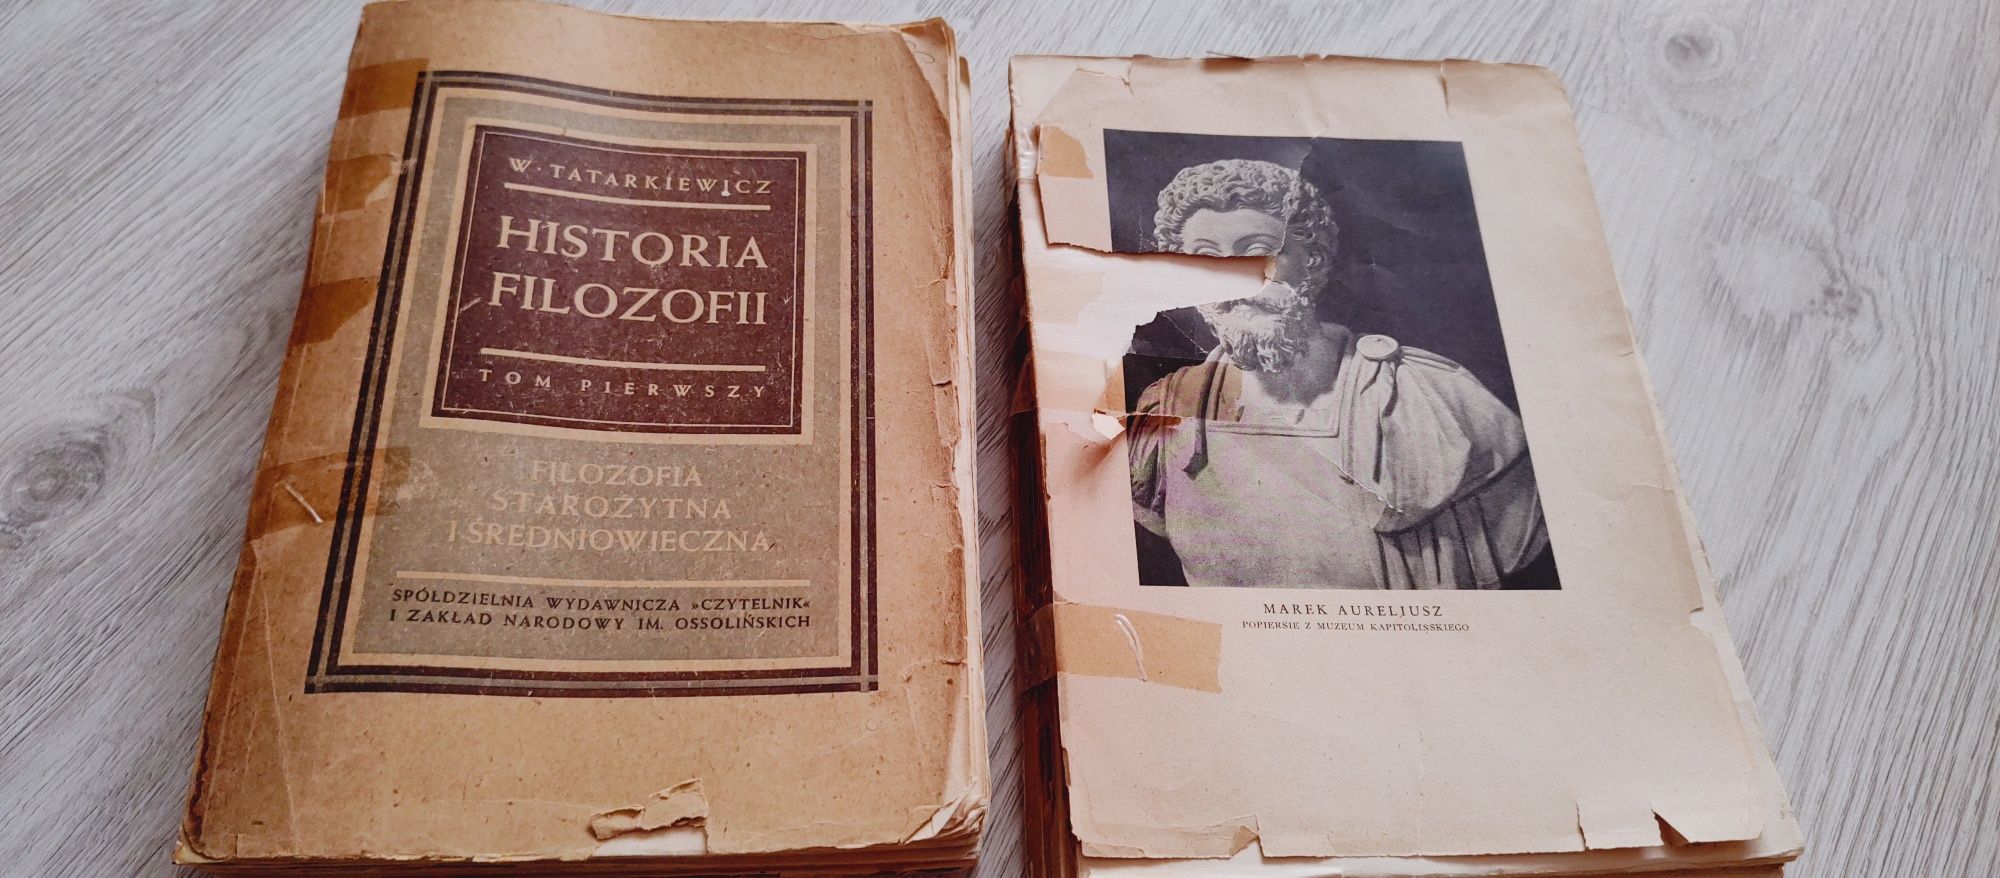 W. TATARKIEWICZ
HISTORIA
FILOZOFII
TOM PIERWSZY
FILOZOFIA
STAROŻYTNA
I ŚREDNIOWIECZNA
SPÓŁDZIELNIA WYDAWNICZA »CZYTELNIK«
I ZAKŁAD NARODOWY IM. OSSOLIŃSKICH
MAREK AURELIUSZ
POPIERSIE Z MUZEUM KAPITOLIŃSKIEGO